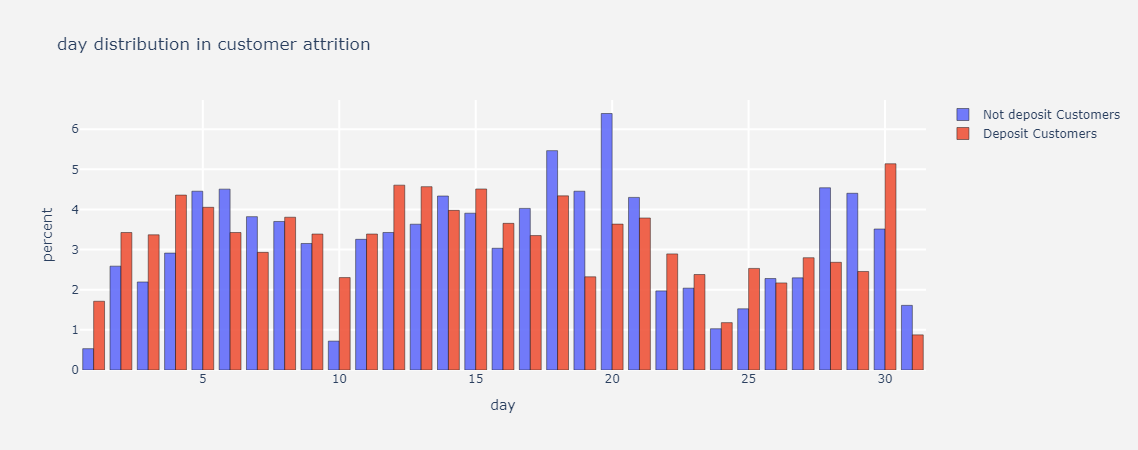 day distribution in customer attrition
Not deposit Customers
Deposit Customers
percent
6
5
4
3
2
1
0
5
10
15
20
25
30
day